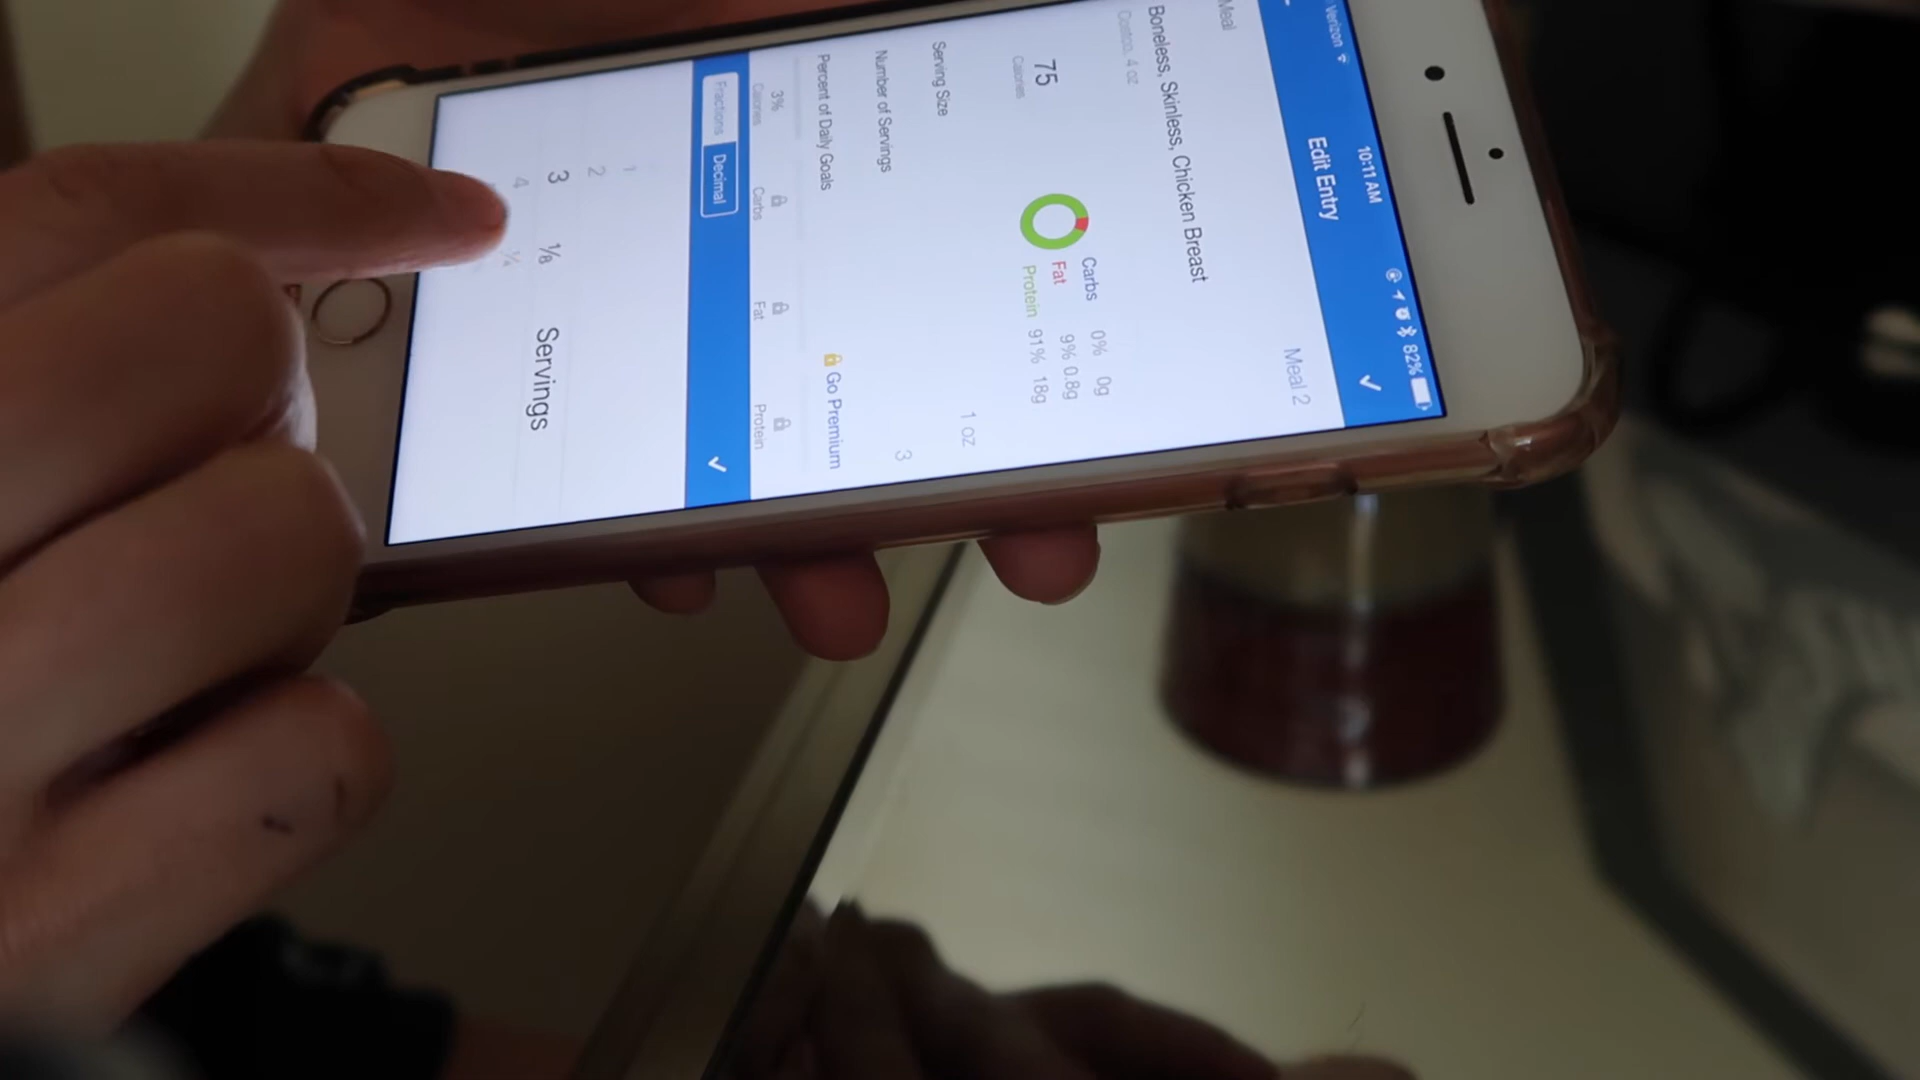 Verizon 10:11 AM 82%
Edit Entry
Meal Meal 2
Boneless, Skinless, Chicken Breast
Costco, 4 oz
75
Calories
Carbs 0% 0g
Fat 9% 0.8g
Protein 91% 18g
Serving Size 1 oz
Number of Servings 3
Percent of Daily Goals Go Premium
3%
Calories Carbs Fat Protein
Fractions Decimal
1
2
3 ⅛ Servings
4 ¼